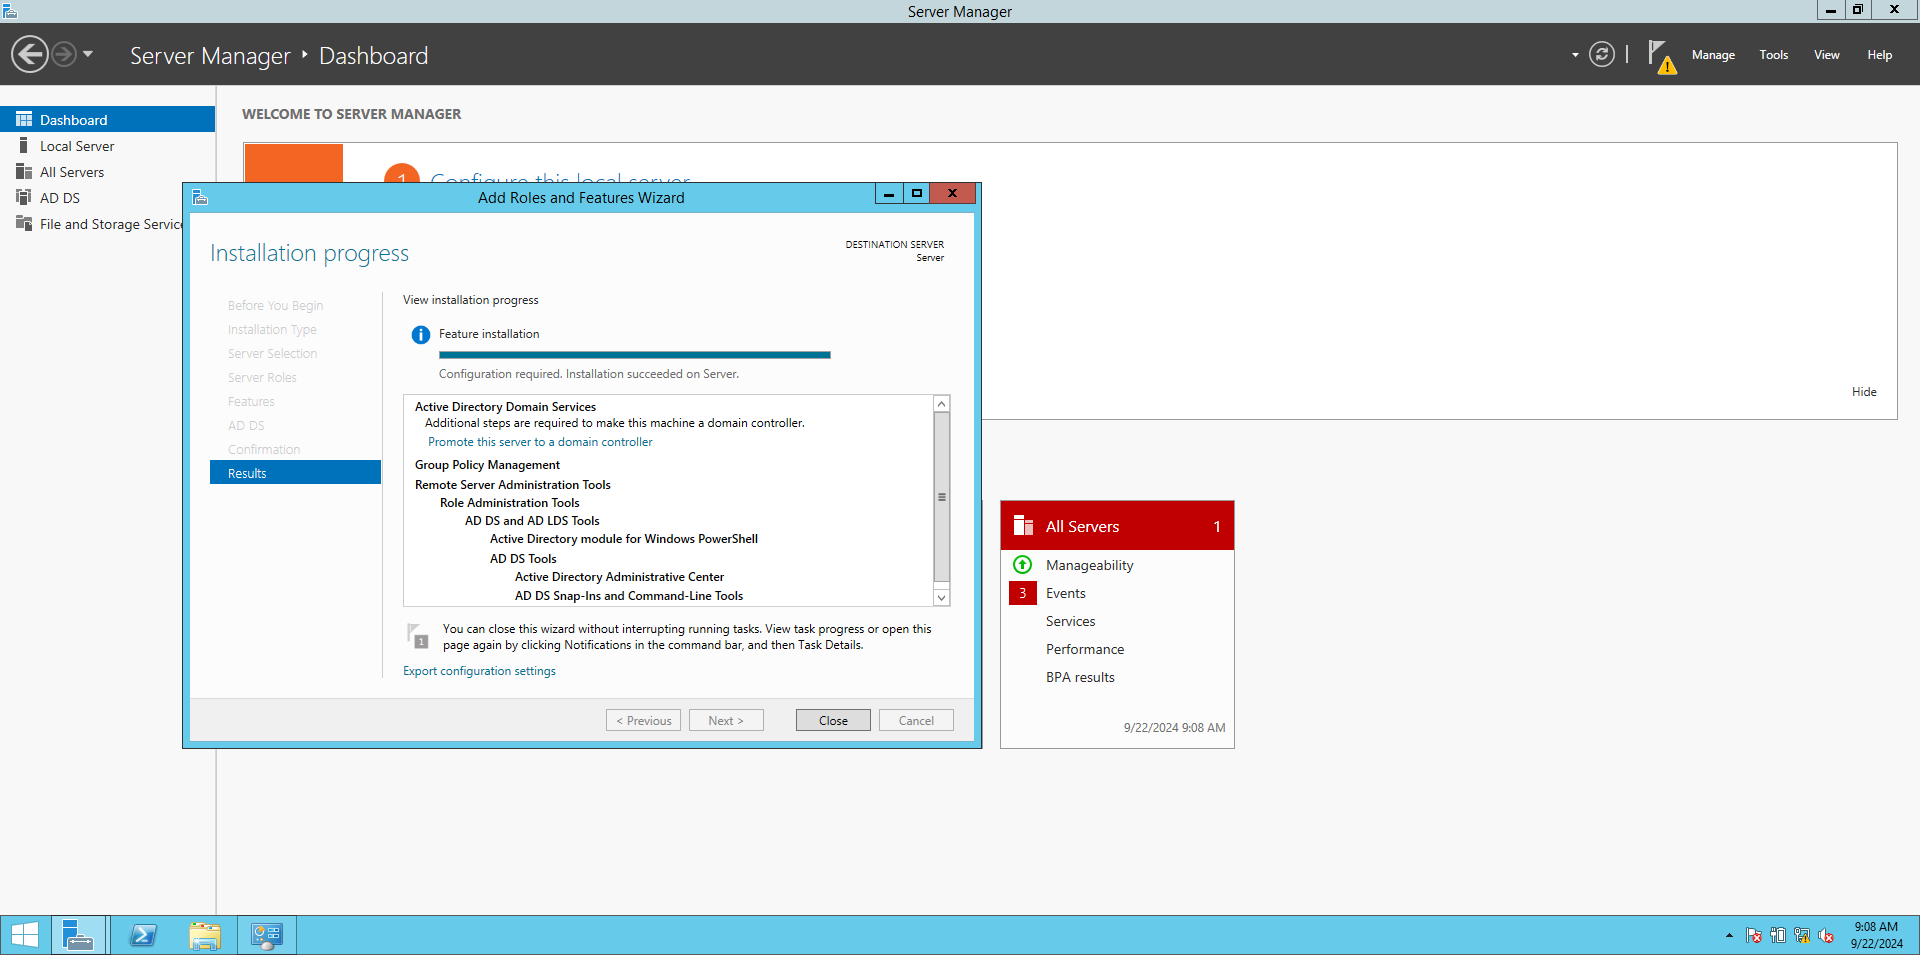 Server Manager
Server Manager ‣ Dashboard
Manage
Tools
View
Help
Dashboard
Local Server
All Servers
AD DS
File and Storage Service
WELCOME TO SERVER MANAGER
1
Configure this local server
Hide
Add Roles and Features Wizard
Installation progress
DESTINATION SERVER
Server
Before You Begin
Installation Type
Server Selection
Server Roles
Features
AD DS
Confirmation
Results
View installation progress
Feature installation
Configuration required. Installation succeeded on Server.
Active Directory Domain Services
Additional steps are required to make this machine a domain controller.
Promote this server to a domain controller
Group Policy Management
Remote Server Administration Tools
Role Administration Tools
AD DS and AD LDS Tools
Active Directory module for Windows PowerShell
AD DS Tools
Active Directory Administrative Center
AD DS Snap-Ins and Command-Line Tools
1
You can close this wizard without interrupting running tasks. View task progress or open this
page again by clicking Notifications in the command bar, and then Task Details.
Export configuration settings
< Previous
Next >
Close
Cancel
All Servers
1
Manageability
3
Events
Services
Performance
BPA results
9/22/2024 9:08 AM
9:08 AM
9/22/2024